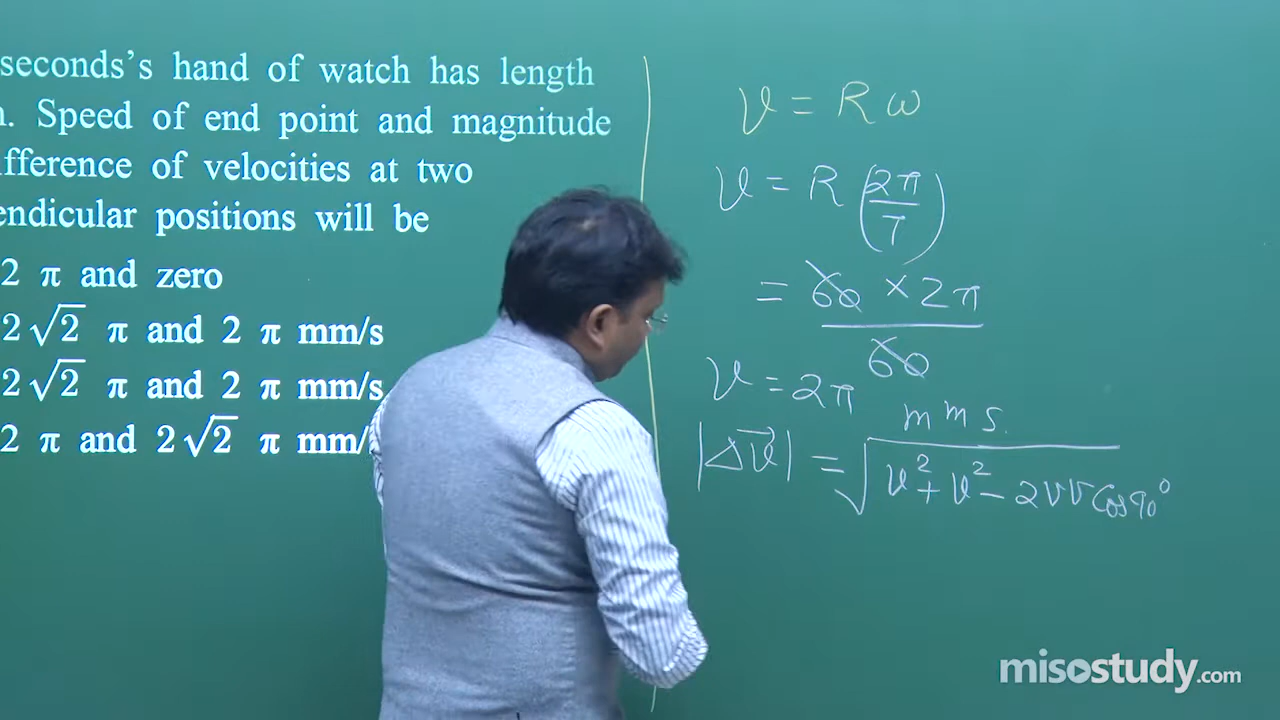 seconds's hand of watch has length
. Speed of end point and magnitude
fference of velocities at two
endicular positions will be
2 π and zero
2√2 π and 2 π mm/s
2√2 π and 2 π mm/s
2 π and 2√2 π mm/
v = Rω
v = R (2π/T)
= 60 × 2π / 60
v = 2π mms.
|Δv⃗| = √(v² + v² - 2vv Cos90°)
misostudy.com